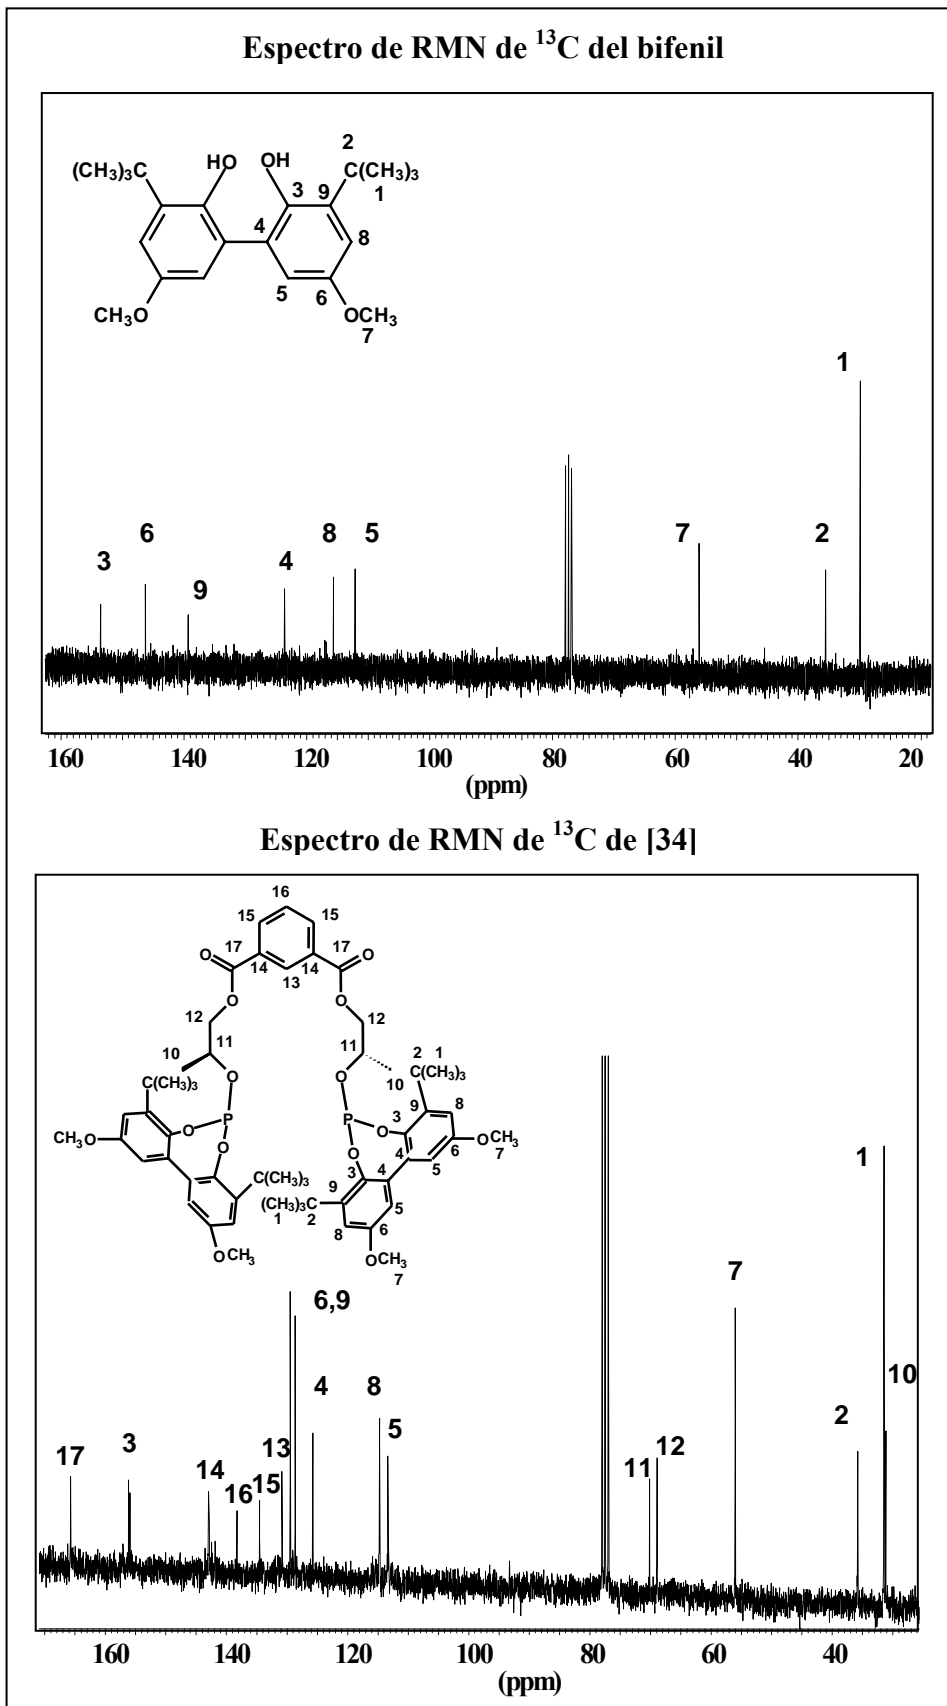 Espectro de RMN de 13C del bifenil
(CH3)3C
HO
OH
2
C(CH3)3
1
3
9
4
8
5
6
CH3O
OCH3
7
1
3
6
9
4
8
5
7
2
160
140
120
100
80
60
40
20
(ppm)
Espectro de RMN de 13C de [34]
16
15
15
17
17
O
14
14
O
13
O
O
12
12
11
11
10
10
2
1
C(CH3)3
C(CH3)3
O
O
P
P
O
O
3
9
8
CH3O
6
OCH3
7
O
O
4
5
3
4
C(CH3)3
9
(CH3)3C
1
2
5
8
6
OCH3
OCH3
7
17
3
14
16
15
13
6,9
4
8
5
11
12
7
2
1
10
160
140
120
100
80
60
40
(ppm)